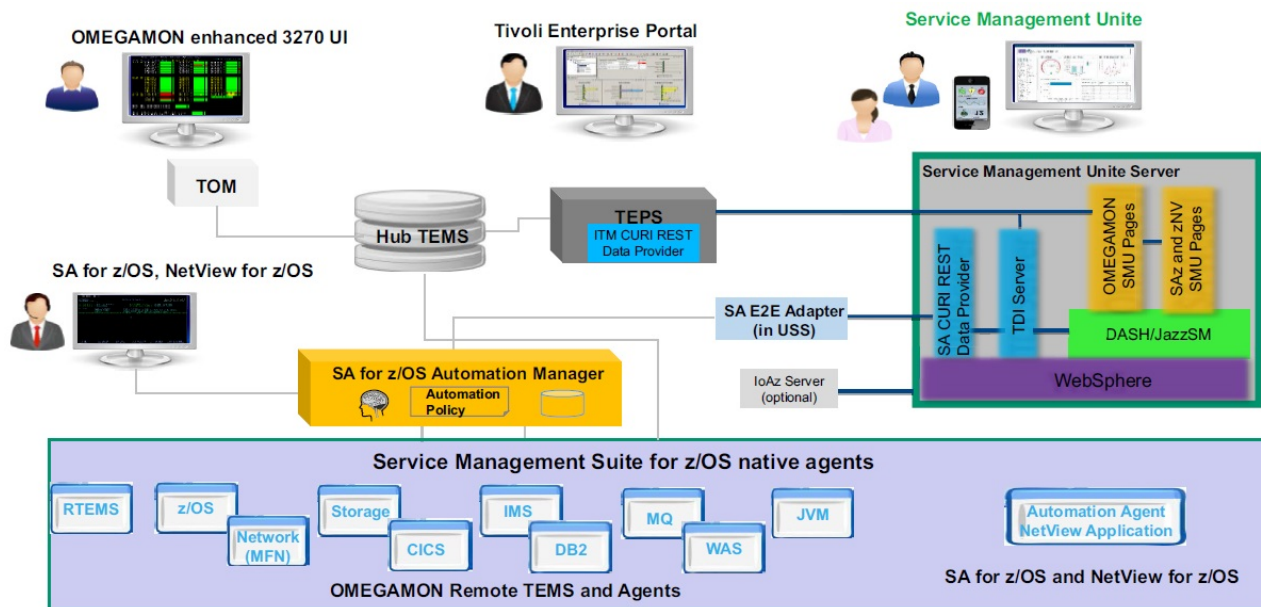 OMEGAMON enhanced 3270 UI
Tivoli Enterprise Portal
Service Management Unite
TOM
Hub TEMS
TEPS
ITM CURI REST
Data Provider
Service Management Unite Server
OMEGAMON
SMU Pages
SAz and zNV
SMU Pages
SA CURI REST
Data Provider
TDI Server
DASH/JazzSM
WebSphere
SA for z/OS, NetView for z/OS
SA E2E Adapter
(in USS)
IoAz Server
(optional)
SA for z/OS Automation Manager
Automation
Policy
Service Management Suite for z/OS native agents
RTEMS
z/OS
Network
(MFN)
Storage
CICS
IMS
DB2
MQ
WAS
JVM
Automation Agent
NetView Application
OMEGAMON Remote TEMS and Agents
SA for z/OS and NetView for z/OS